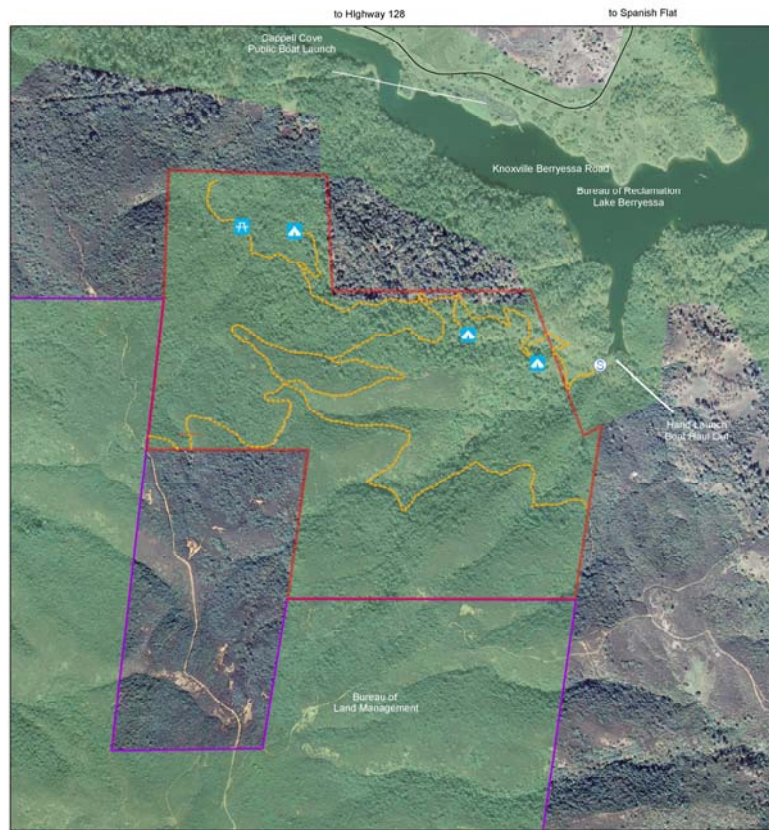 to Highway 128
to Spanish Flat
Cappell Cove
Public Boat Launch
Knoxville Berryessa Road
Bureau of Reclamation
Lake Berryessa
S
Hand Launch
Boat Haul Out
Bureau of
Land Management